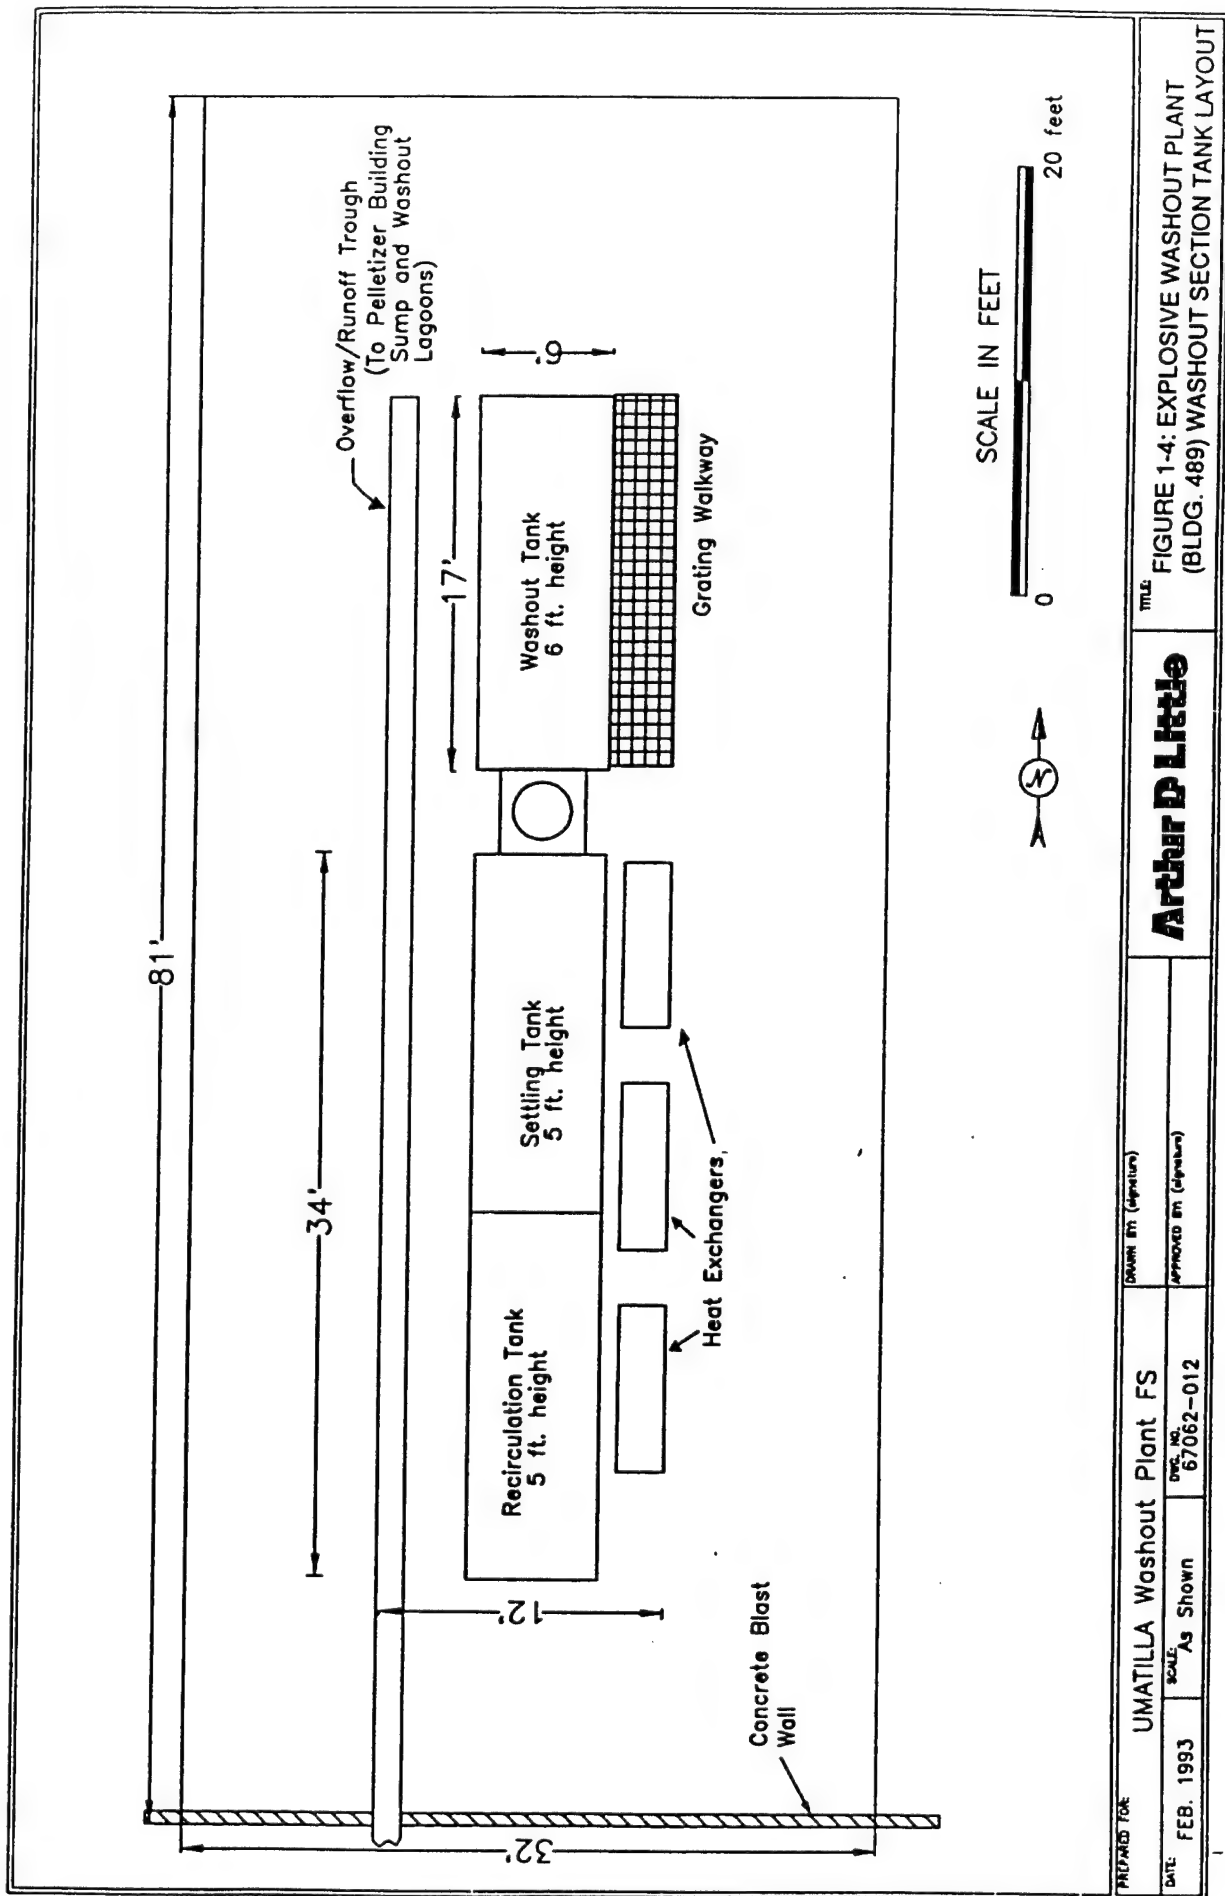 81'
Overflow/Runoff Trough
(To Pelletizer Building
Sump and Washout
Lagoons)
34'
17'
6'
12'
32'
Recirculation Tank
5 ft. height
Settling Tank
5 ft. height
Washout Tank
6 ft. height
Grating Walkway
Heat Exchangers
Concrete Blast
Wall
N
SCALE IN FEET
0
20 feet
PREPARED FOR:
UMATILLA Washout Plant FS
DATE:
FEB. 1993
SCALE:
As Shown
DWG. NO.
67062-012
DRAWN BY: (signature)
APPROVED BY: (signature)
Arthur D Little
TITLE:
FIGURE 1-4: EXPLOSIVE WASHOUT PLANT
(BLDG. 489) WASHOUT SECTION TANK LAYOUT